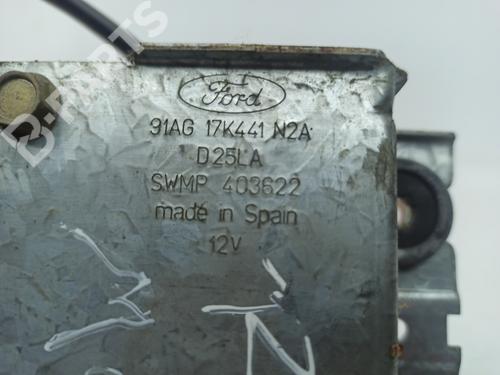 Ford
91AG 17K441 N2A
D25LA
SWMP 403622
made in Spain
12V
B-PARTS